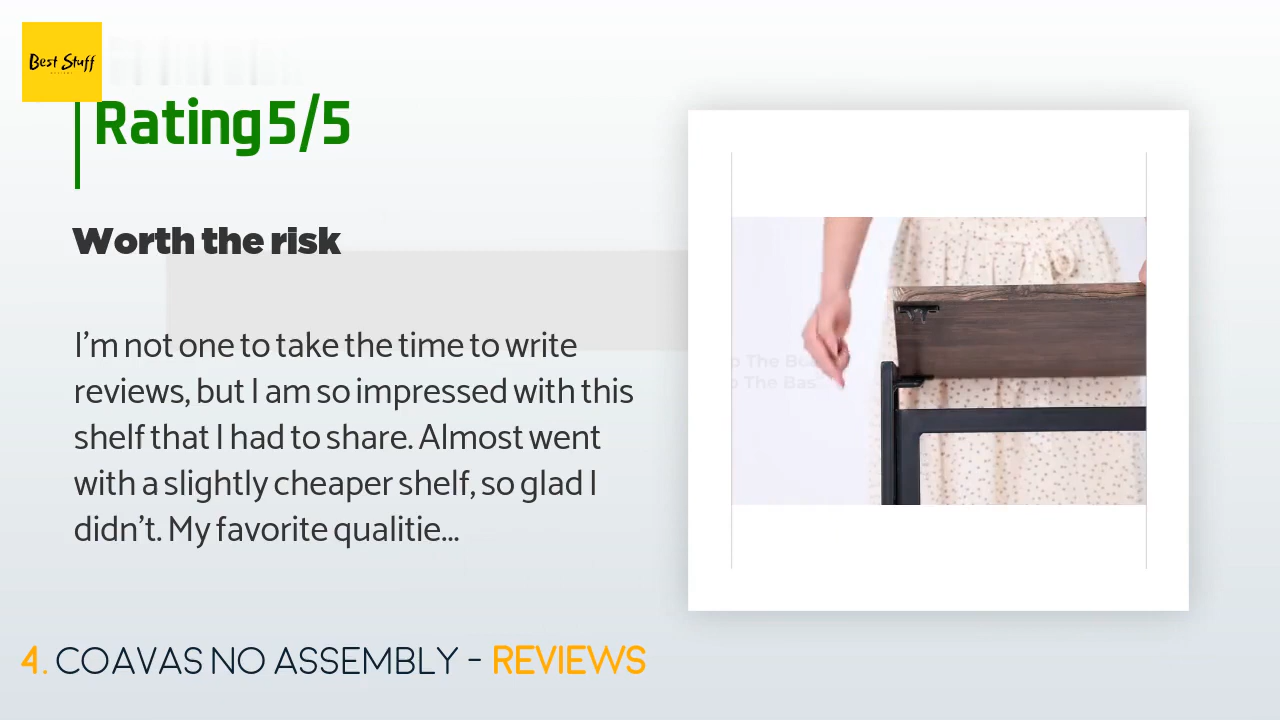 Best Stuff
Rating 5/5
Worth the risk
I'm not one to take the time to write
reviews, but I am so impressed with this
shelf that I had to share. Almost went
with a slightly cheaper shelf, so glad I
didn't. My favorite qualitie...
4. COAVAS NO ASSEMBLY - REVIEWS